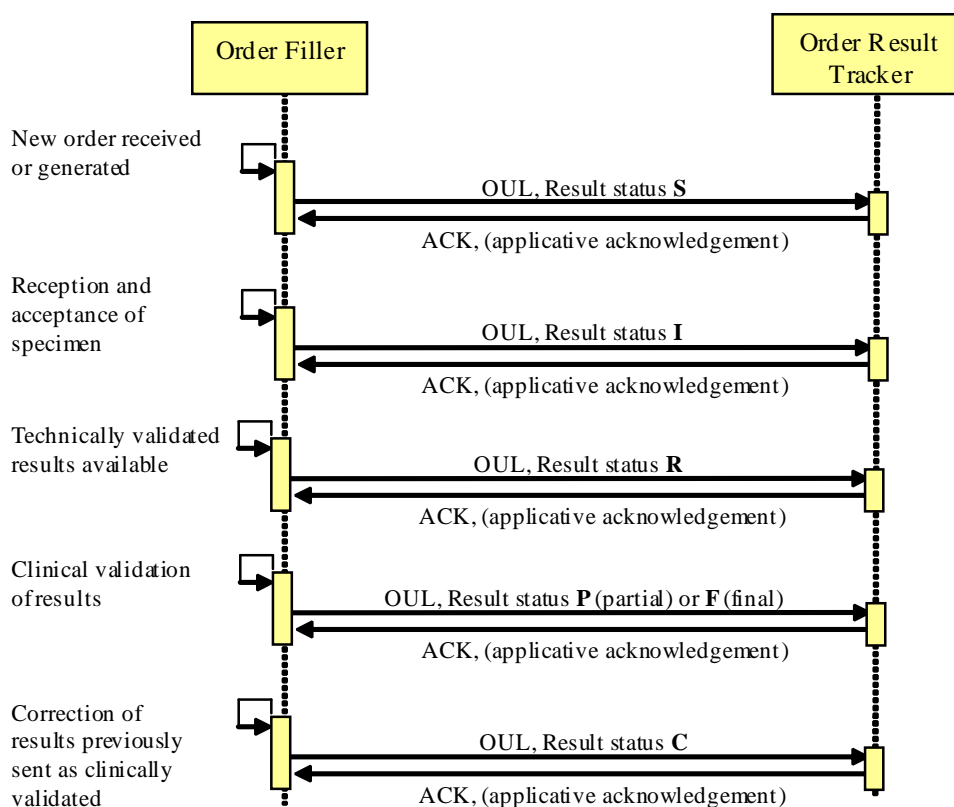 Order Filler
Order Result
Tracker
New order received
or generated
OUL, Result status S
ACK, (applicative acknowledgement)
Reception and
acceptance of
specimen
OUL, Result status I
ACK, (applicative acknowledgement)
Technically validated
results available
OUL, Result status R
ACK, (applicative acknowledgement)
Clinical validation
of results
OUL, Result status P (partial) or F (final)
ACK, (applicative acknowledgement)
Correction of
results previously
sent as clinically
validated
OUL, Result status C
ACK, (applicative acknowledgement)